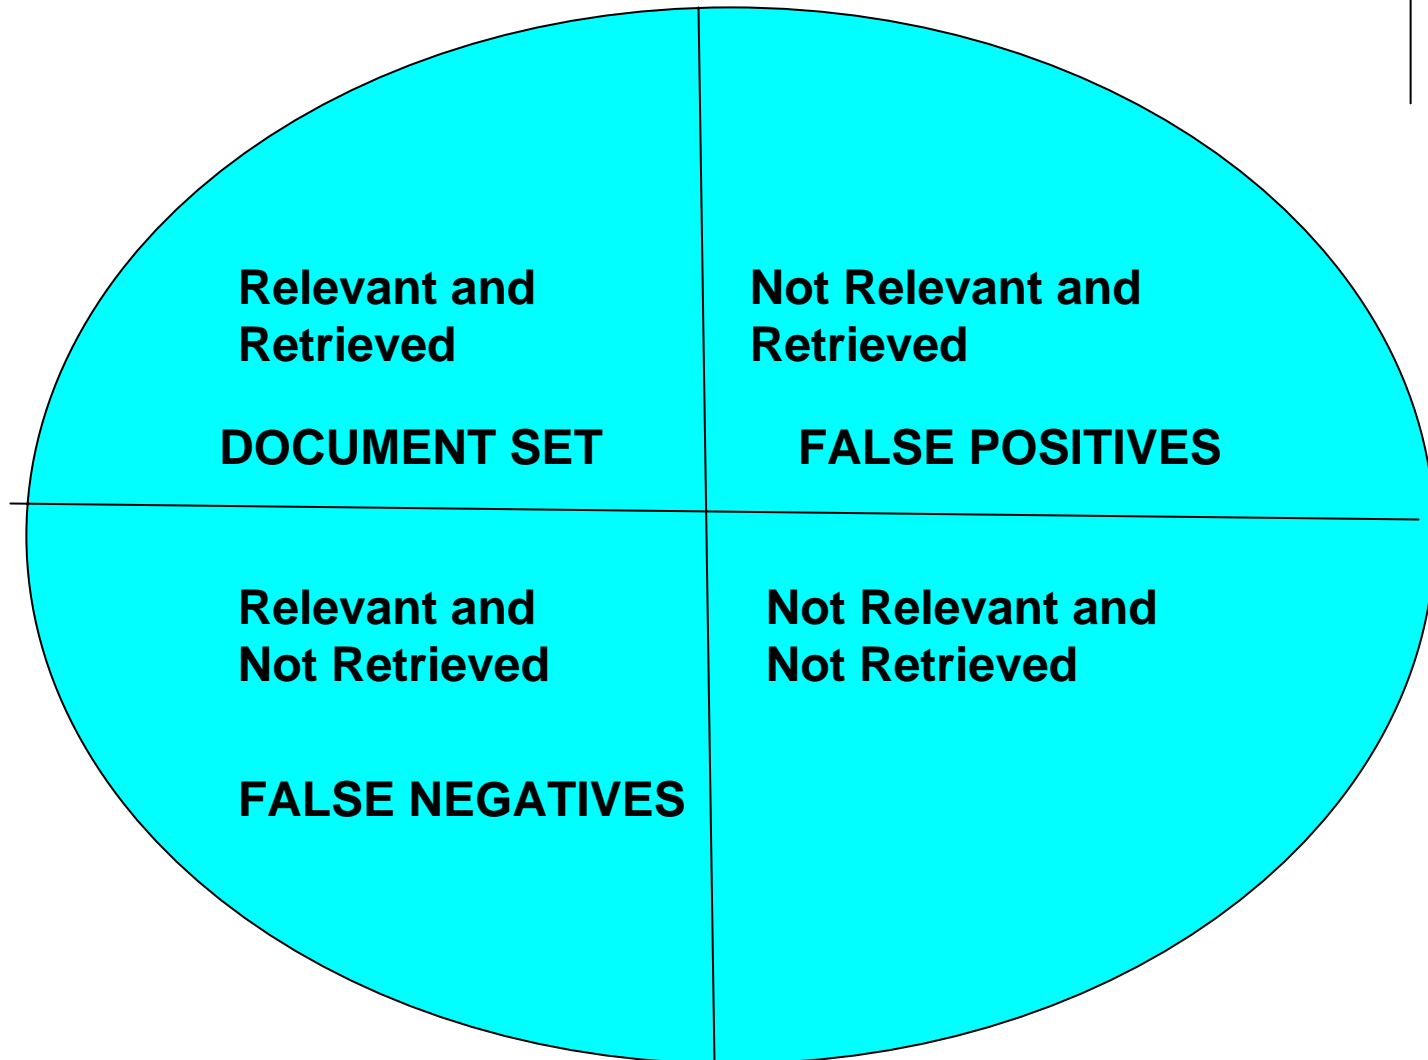 Relevant and
Retrieved
DOCUMENT SET
Not Relevant and
Retrieved
FALSE POSITIVES
Relevant and
Not Retrieved
FALSE NEGATIVES
Not Relevant and
Not Retrieved